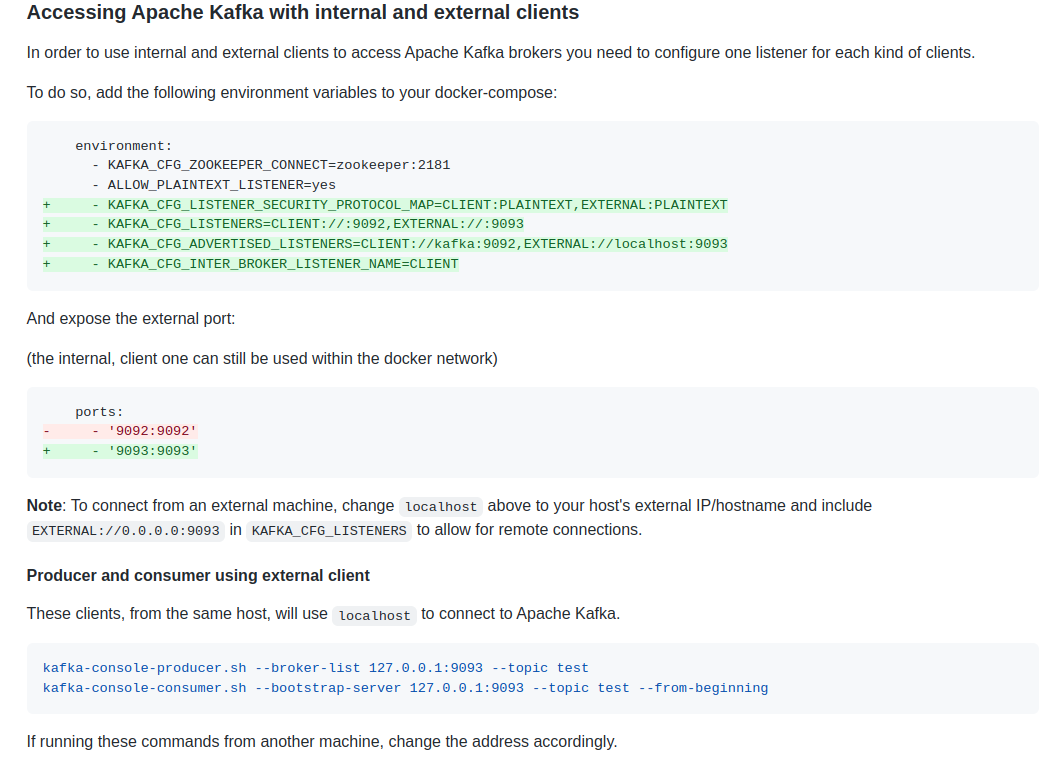 Accessing Apache Kafka with internal and external clients
In order to use internal and external clients to access Apache Kafka brokers you need to configure one listener for each kind of clients.
To do so, add the following environment variables to your docker-compose:
    environment:
      - KAFKA_CFG_ZOOKEEPER_CONNECT=zookeeper:2181
      - ALLOW_PLAINTEXT_LISTENER=yes
+     - KAFKA_CFG_LISTENER_SECURITY_PROTOCOL_MAP=CLIENT:PLAINTEXT,EXTERNAL:PLAINTEXT
+     - KAFKA_CFG_LISTENERS=CLIENT://:9092,EXTERNAL://:9093
+     - KAFKA_CFG_ADVERTISED_LISTENERS=CLIENT://kafka:9092,EXTERNAL://localhost:9093
+     - KAFKA_CFG_INTER_BROKER_LISTENER_NAME=CLIENT
And expose the external port:
(the internal, client one can still be used within the docker network)
    ports:
-     - '9092:9092'
+     - '9093:9093'
Note: To connect from an external machine, change localhost above to your host's external IP/hostname and include
EXTERNAL://0.0.0.0:9093 in KAFKA_CFG_LISTENERS to allow for remote connections.
Producer and consumer using external client
These clients, from the same host, will use localhost to connect to Apache Kafka.
kafka-console-producer.sh --broker-list 127.0.0.1:9093 --topic test
kafka-console-consumer.sh --bootstrap-server 127.0.0.1:9093 --topic test --from-beginning
If running these commands from another machine, change the address accordingly.